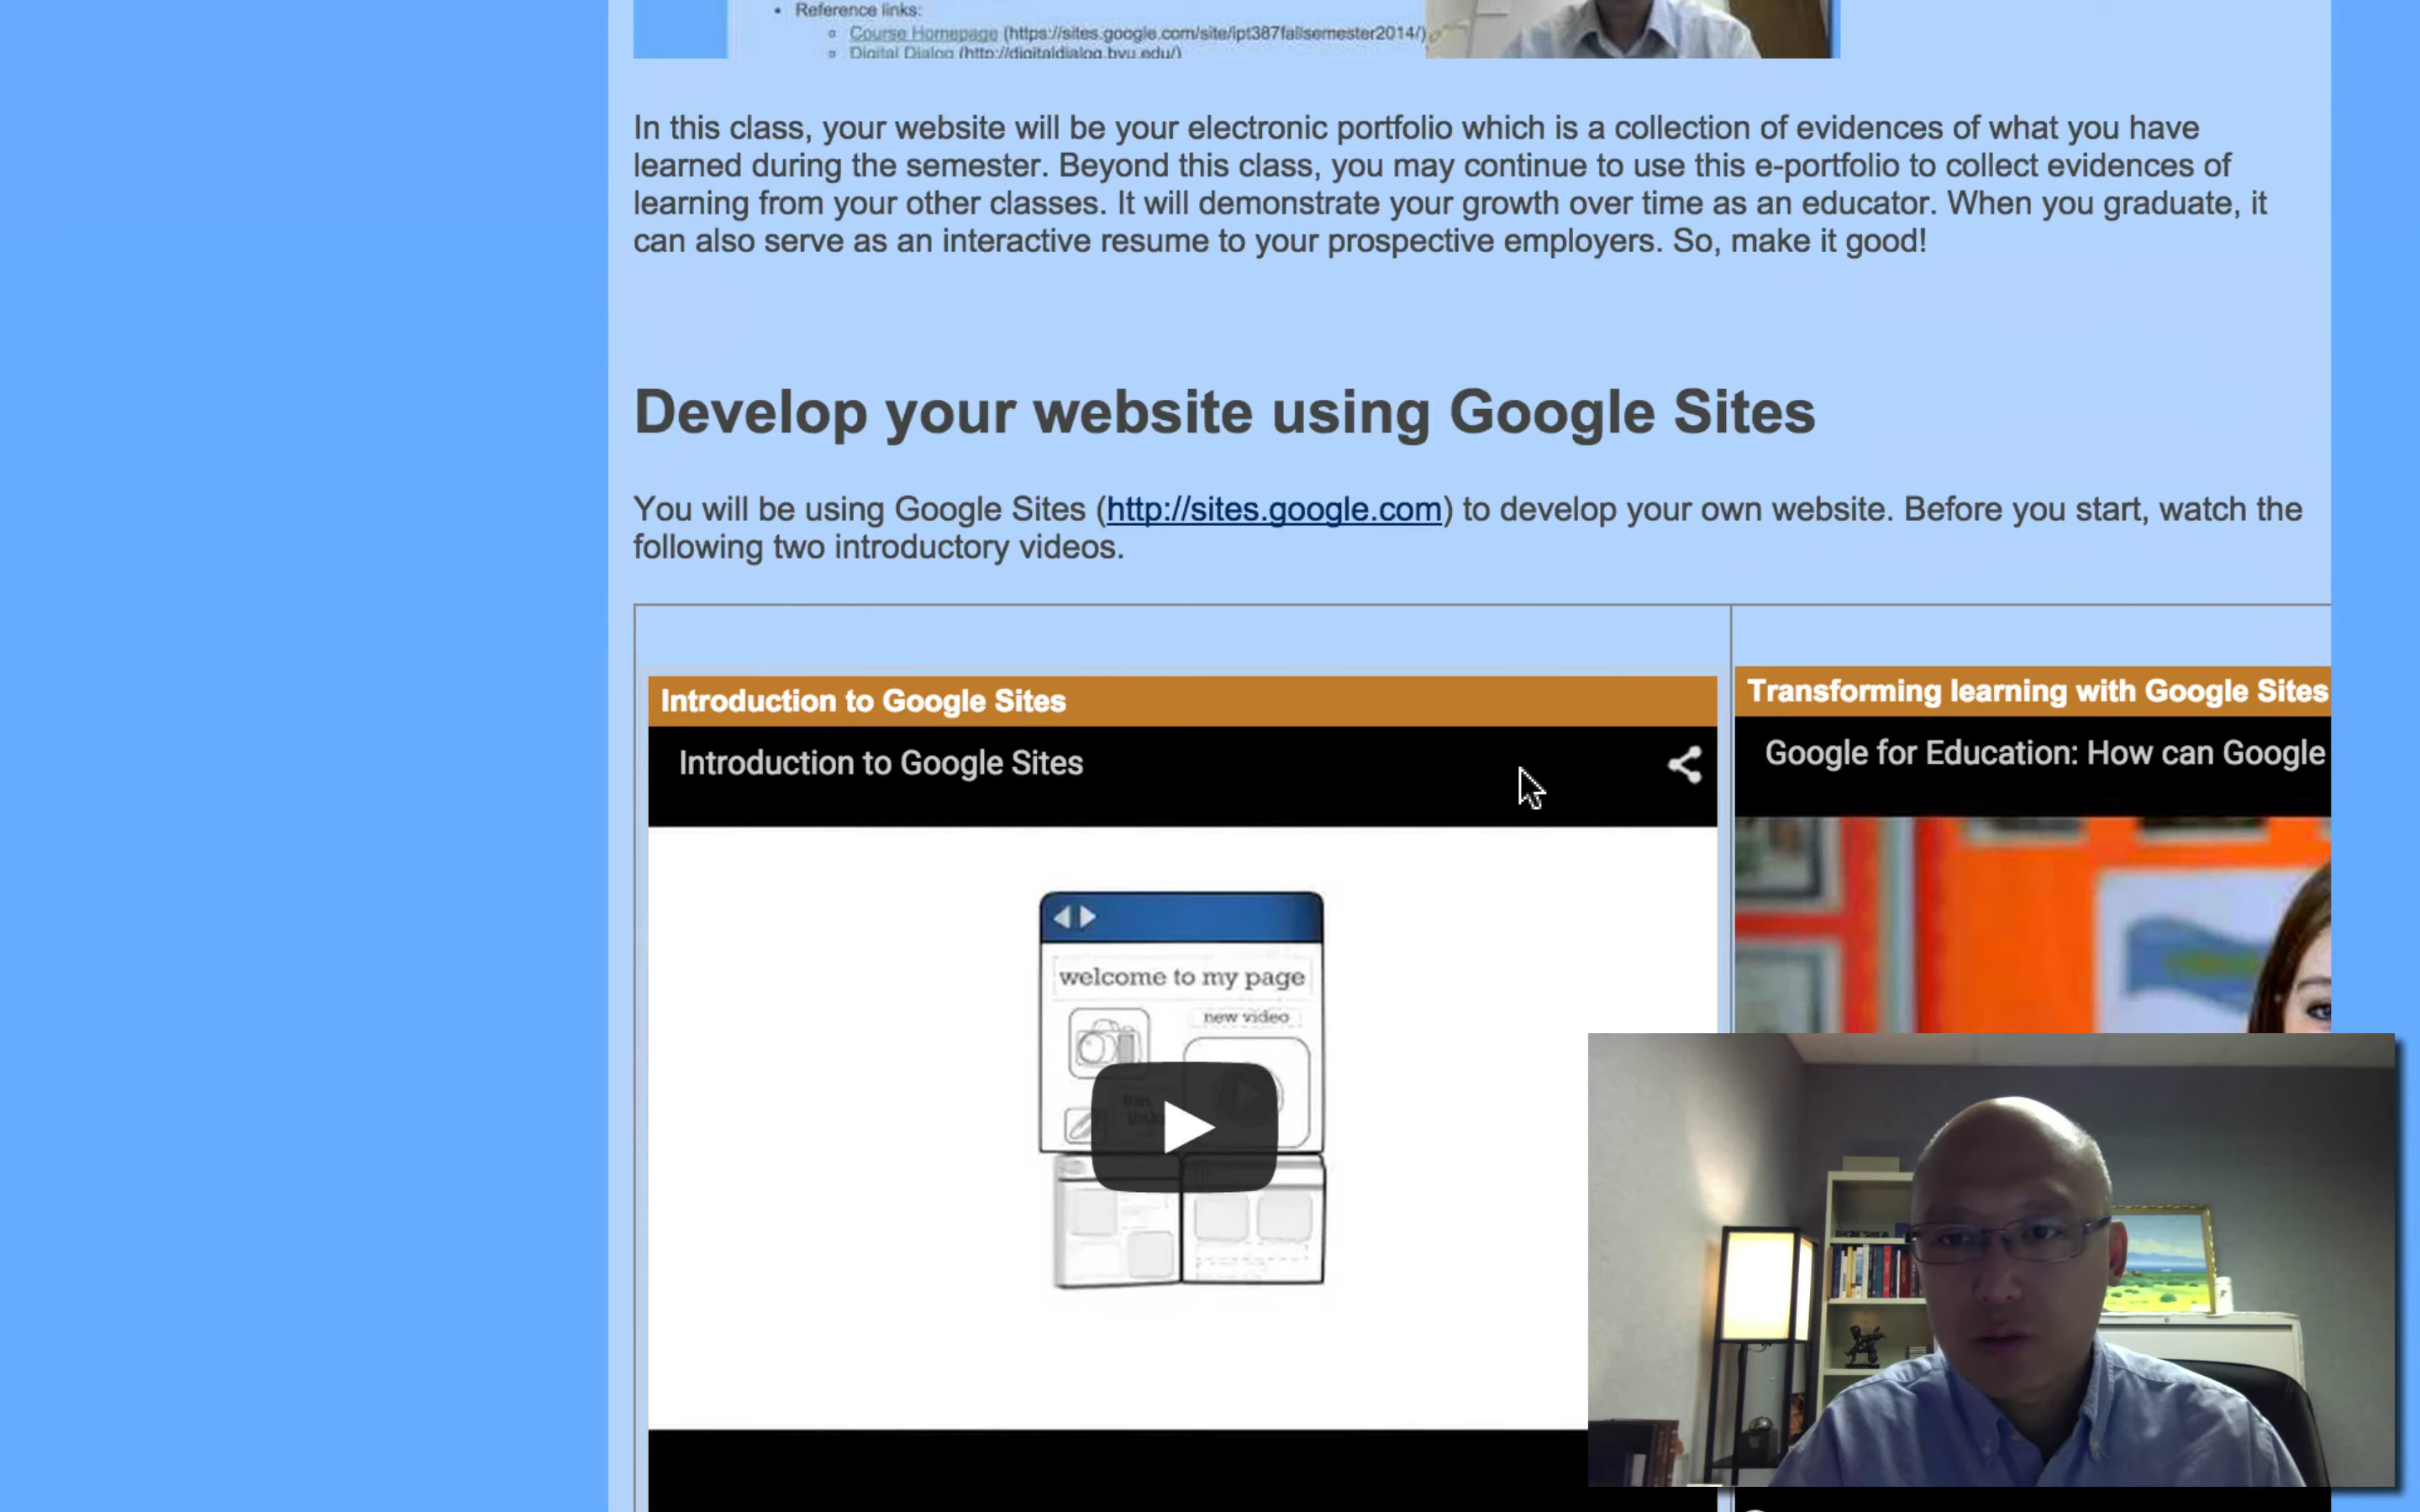 Reference links:
Course Homepage (https://sites.google.com/site/ipt387fallsemester2014/)
Digital Dialog (http://digitaldialog.byu.edu/)
In this class, your website will be your electronic portfolio which is a collection of evidences of what you have
learned during the semester. Beyond this class, you may continue to use this e-portfolio to collect evidences of
learning from your other classes. It will demonstrate your growth over time as an educator. When you graduate, it
can also serve as an interactive resume to your prospective employers. So, make it good!
Develop your website using Google Sites
You will be using Google Sites (http://sites.google.com) to develop your own website. Before you start, watch the
following two introductory videos.
Introduction to Google Sites
Introduction to Google Sites
welcome to my page
new video
fun
Transforming learning with Google Sites
Google for Education: How can Google